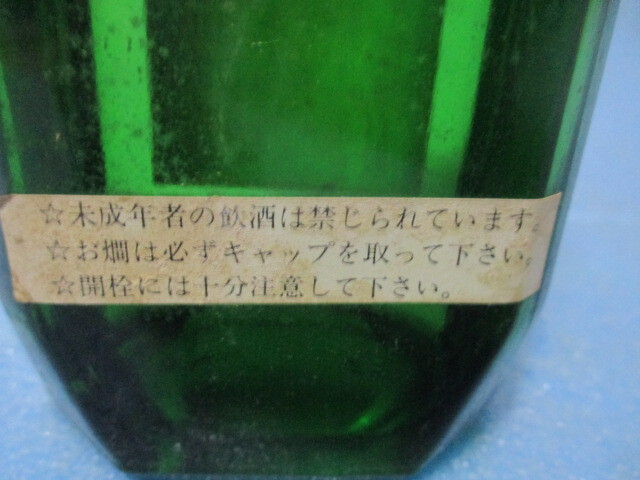 ☆未成年者の飲酒は禁じられています。
☆お燗は必ずキャップを取って下さい。
☆開栓には十分注意して下さい。